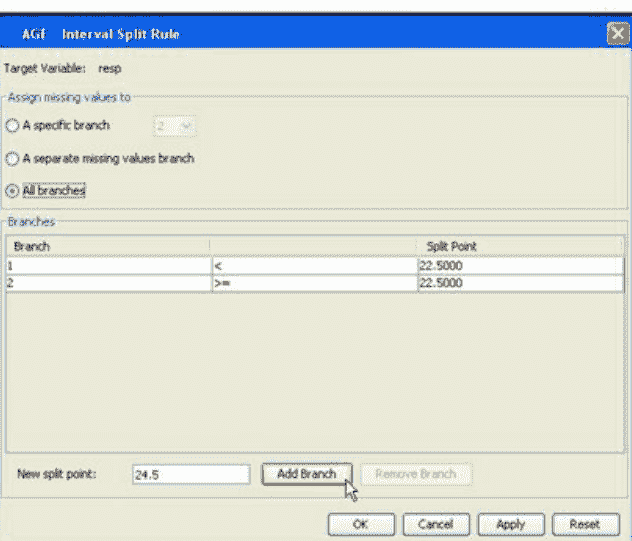 AGE Interval Split Rule
Target Variable: resp
Assign missing values to
A specific branch 2
A separate missing values branch
All branches
Branches
Branch Split Point
1 < 22.5000
2 >= 22.5000
New split point: 24.5 Add Branch Remove Branch
OK Cancel Apply Reset